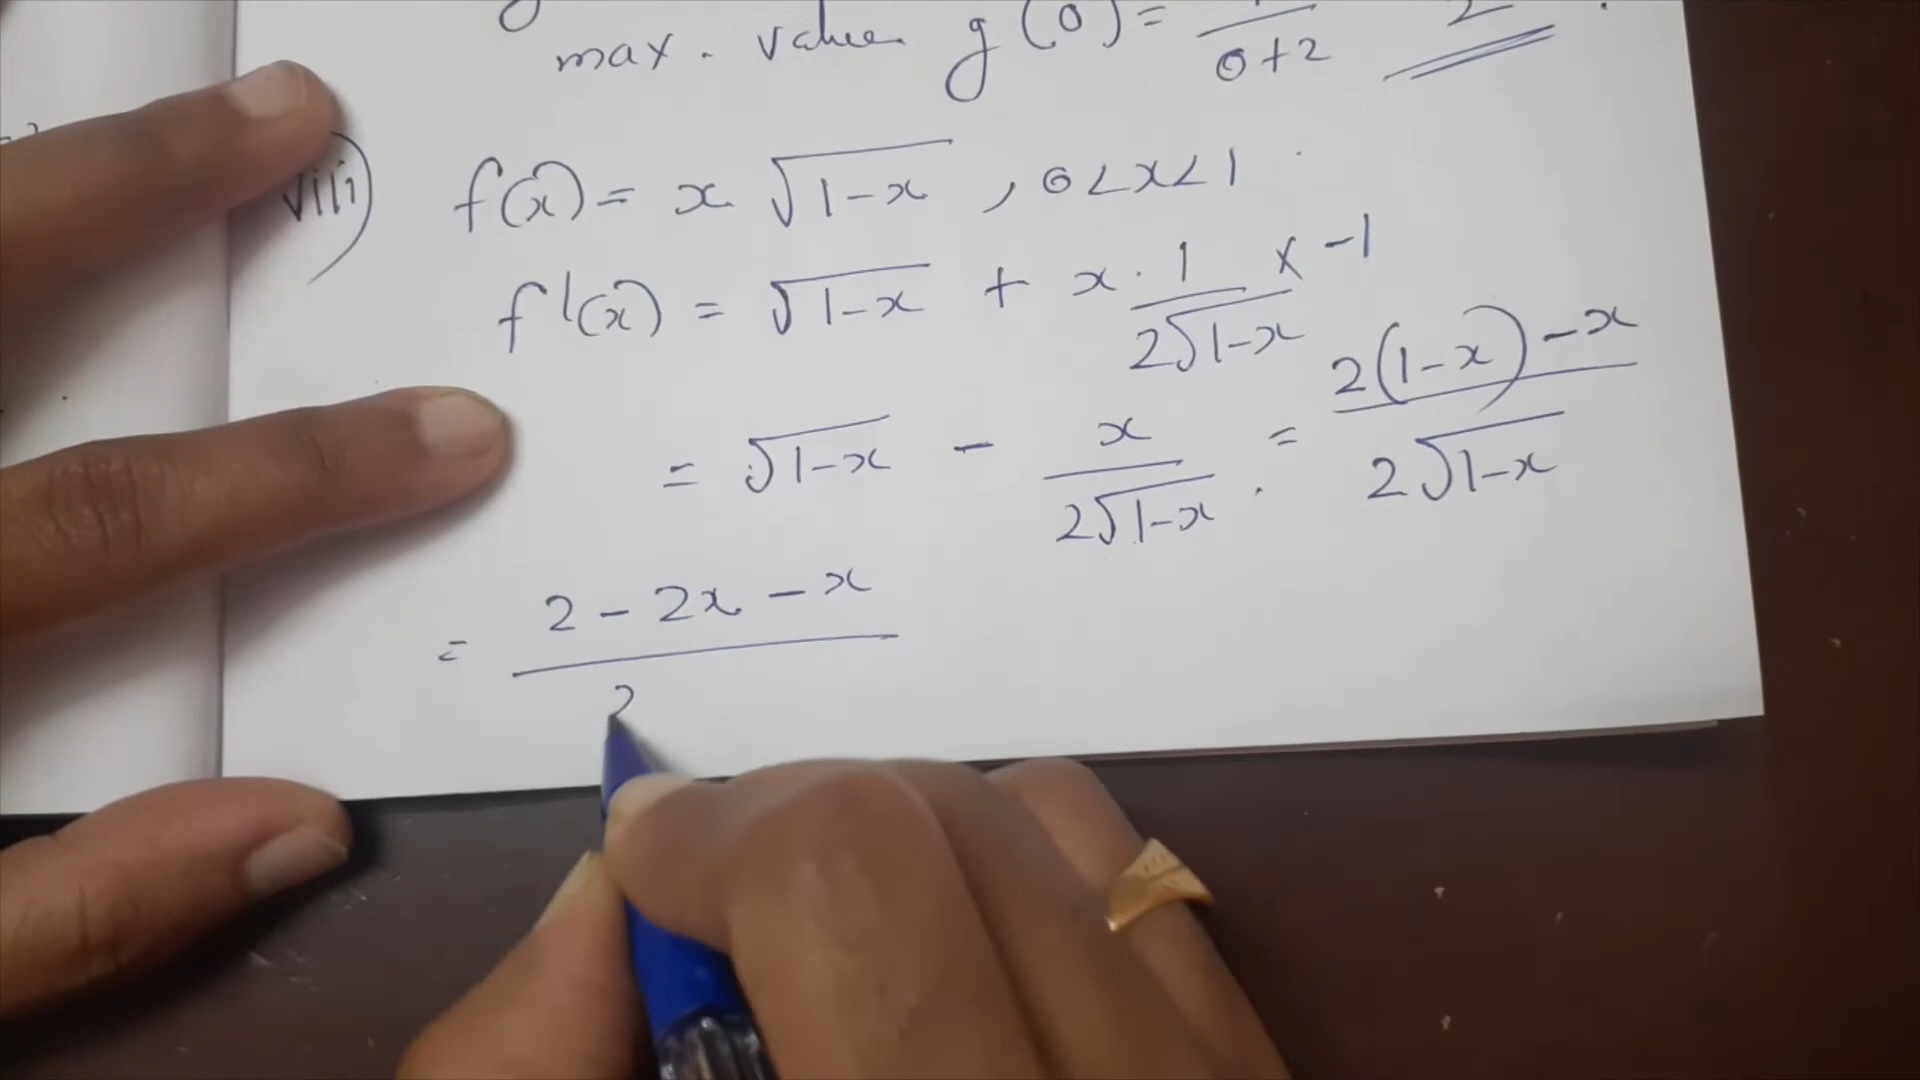 max. value g(0) = 1/(0+2) 2
viii) f(x) = x √(1-x) , 0<x<1
f'(x) = √(1-x) + x · 1/(2√(1-x)) × -1
= √(1-x) - x/(2√(1-x)) . = (2(1-x) - x)/(2√(1-x))
= (2 - 2x - x)/2